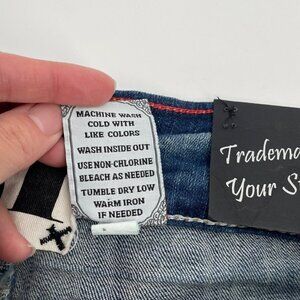 MACHINE WASH
COLD WITH
LIKE COLORS
WASH INSIDE OUT
USE NON-CHLORINE
BLEACH AS NEEDED
TUMBLE DRY LOW
WARM IRON
IF NEEDED
Tradema
Your S